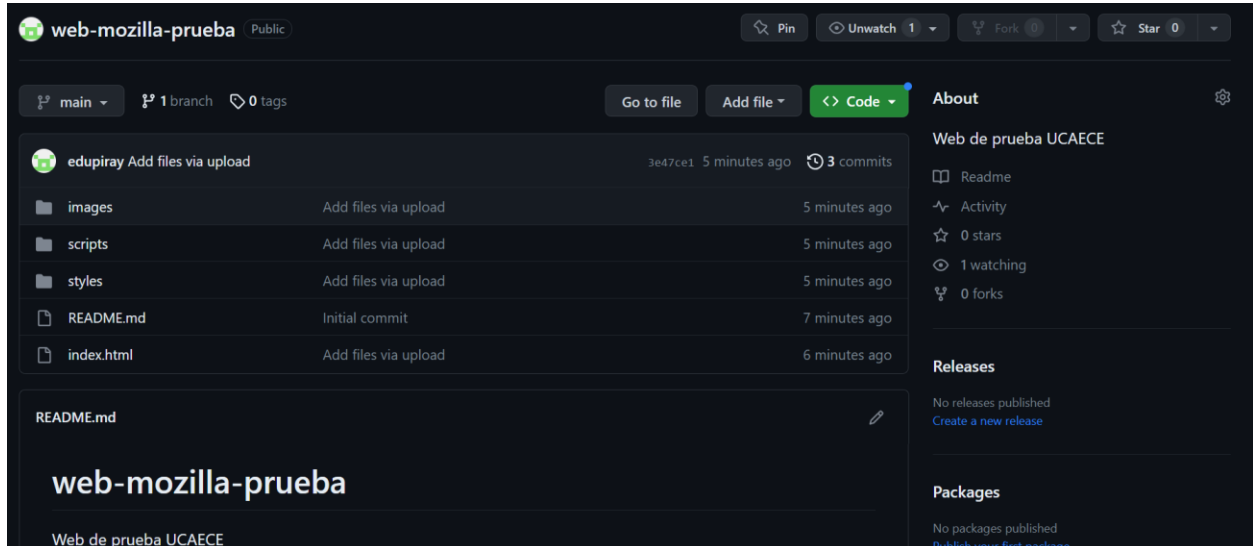 web-mozilla-prueba Public
Pin Unwatch 1 Fork 0 Star 0
main 1 branch 0 tags Go to file Add file <> Code
edupiray Add files via upload 3e47ce1 5 minutes ago 3 commits
images Add files via upload 5 minutes ago
scripts Add files via upload 5 minutes ago
styles Add files via upload 5 minutes ago
README.md Initial commit 7 minutes ago
index.html Add files via upload 6 minutes ago
README.md
web-mozilla-prueba
Web de prueba UCAECE
About
Web de prueba UCAECE
Readme
Activity
0 stars
1 watching
0 forks
Releases
No releases published
Create a new release
Packages
No packages published
Publish your first package